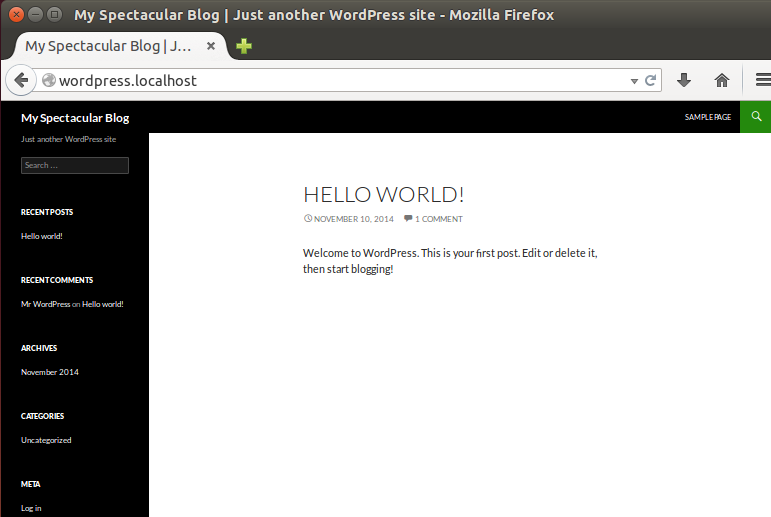 My Spectacular Blog | Just another WordPress site - Mozilla Firefox
My Spectacular Blog | J...
wordpress.localhost
My Spectacular Blog
SAMPLE PAGE
Just another WordPress site
Search ...
RECENT POSTS
Hello world!
RECENT COMMENTS
Mr WordPress on Hello world!
ARCHIVES
November 2014
CATEGORIES
Uncategorized
META
Log in
HELLO WORLD!
NOVEMBER 10, 2014 1 COMMENT
Welcome to WordPress. This is your first post. Edit or delete it,
then start blogging!